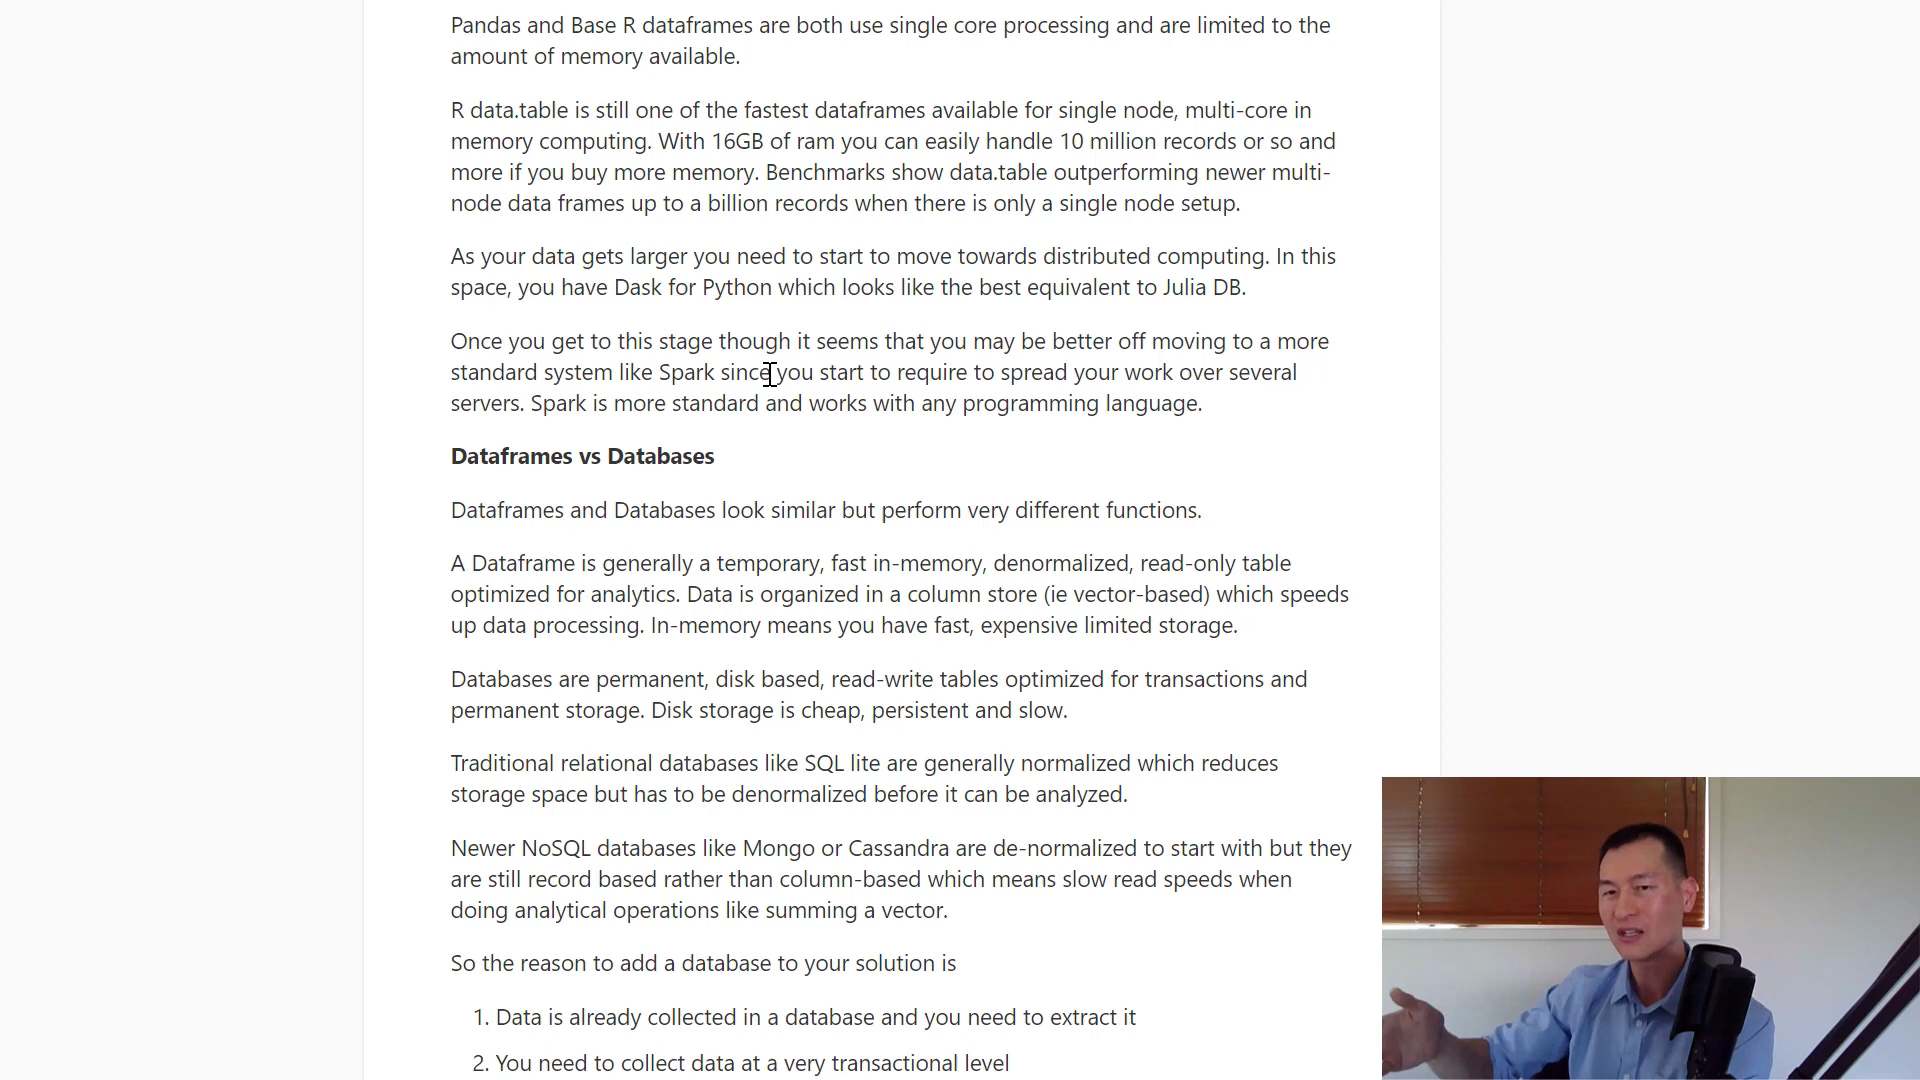 Pandas and Base R dataframes are both use single core processing and are limited to the
amount of memory available.
R data.table is still one of the fastest dataframes available for single node, multi-core in
memory computing. With 16GB of ram you can easily handle 10 million records or so and
more if you buy more memory. Benchmarks show data.table outperforming newer multi-
node data frames up to a billion records when there is only a single node setup.
As your data gets larger you need to start to move towards distributed computing. In this
space, you have Dask for Python which looks like the best equivalent to Julia DB.
Once you get to this stage though it seems that you may be better off moving to a more
standard system like Spark since you start to require to spread your work over several
servers. Spark is more standard and works with any programming language.
Dataframes vs Databases
Dataframes and Databases look similar but perform very different functions.
A Dataframe is generally a temporary, fast in-memory, denormalized, read-only table
optimized for analytics. Data is organized in a column store (ie vector-based) which speeds
up data processing. In-memory means you have fast, expensive limited storage.
Databases are permanent, disk based, read-write tables optimized for transactions and
permanent storage. Disk storage is cheap, persistent and slow.
Traditional relational databases like SQL lite are generally normalized which reduces
storage space but has to be denormalized before it can be analyzed.
Newer NoSQL databases like Mongo or Cassandra are de-normalized to start with but they
are still record based rather than column-based which means slow read speeds when
doing analytical operations like summing a vector.
So the reason to add a database to your solution is
1. Data is already collected in a database and you need to extract it
2. You need to collect data at a very transactional level